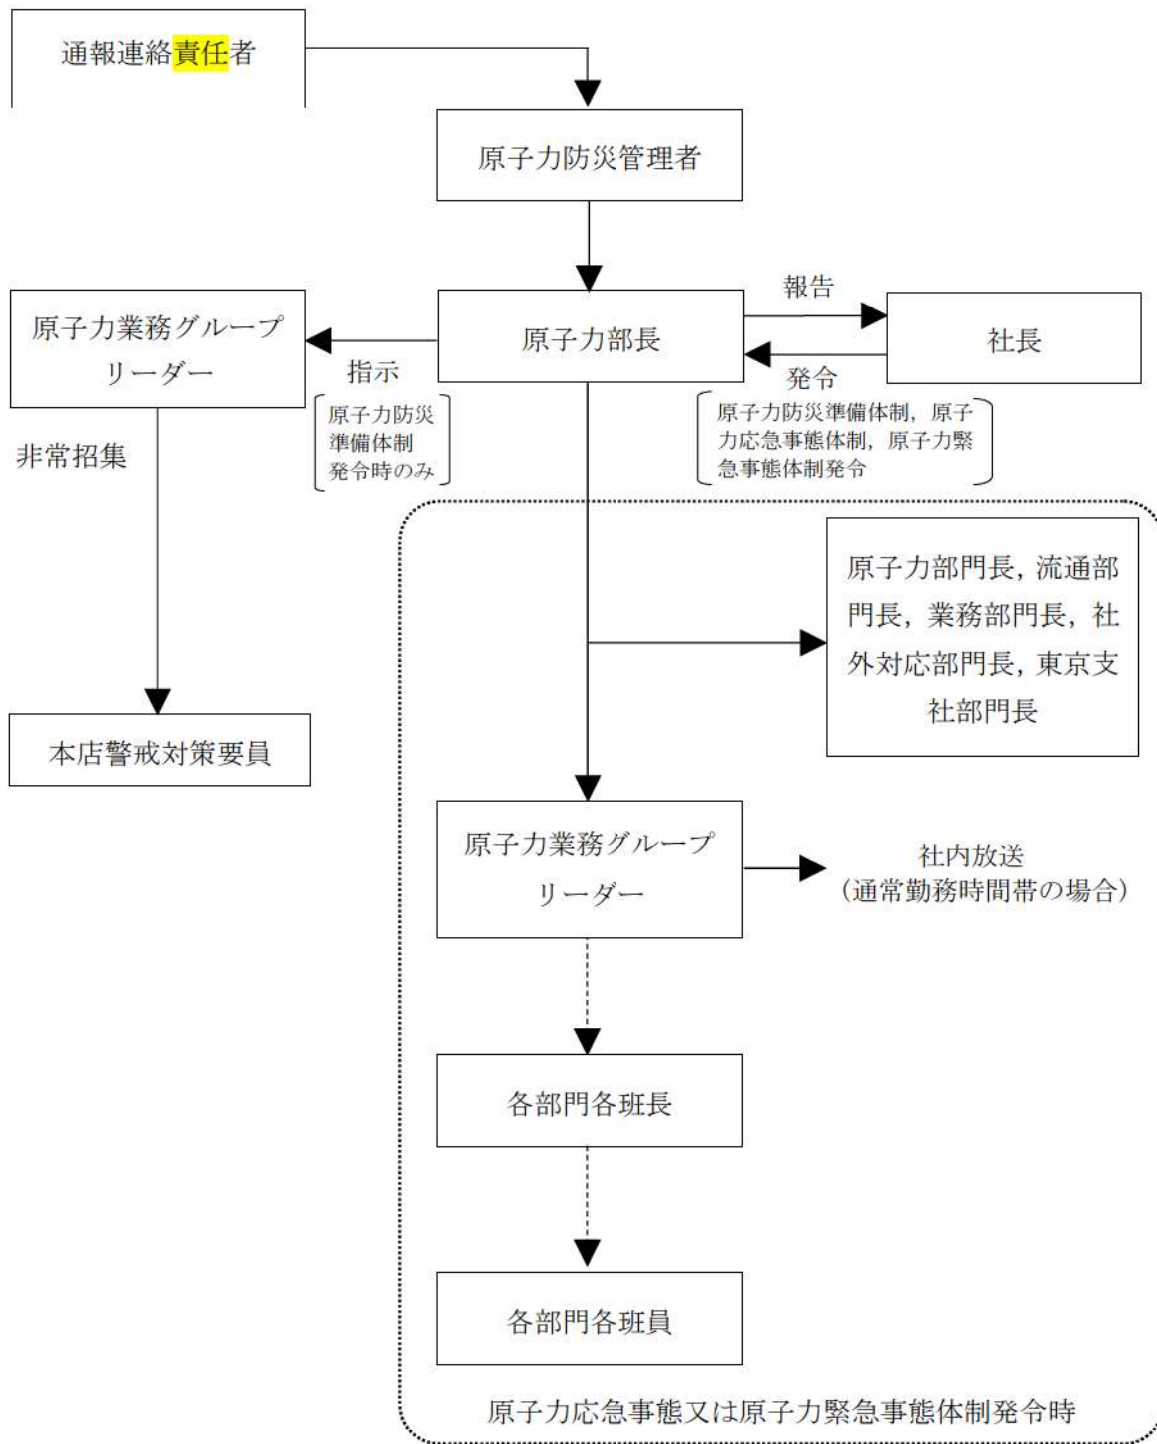 通報連絡責任者
原子力防災管理者
報告
原子力業務グループ
リーダー
原子力部長
社長
指示
発令
原子力防災
準備体制
発令時のみ
原子力防災準備体制，原子
力応急事態体制，原子力緊
急事態体制発令
非常招集
原子力部門長，流通部
門長，業務部門長，社
外対応部門長，東京支
社部門長
本店警戒対策要員
原子力業務グループ
リーダー
社内放送
（通常勤務時間帯の場合）
各部門各班長
各部門各班員
原子力応急事態又は原子力緊急事態体制発令時